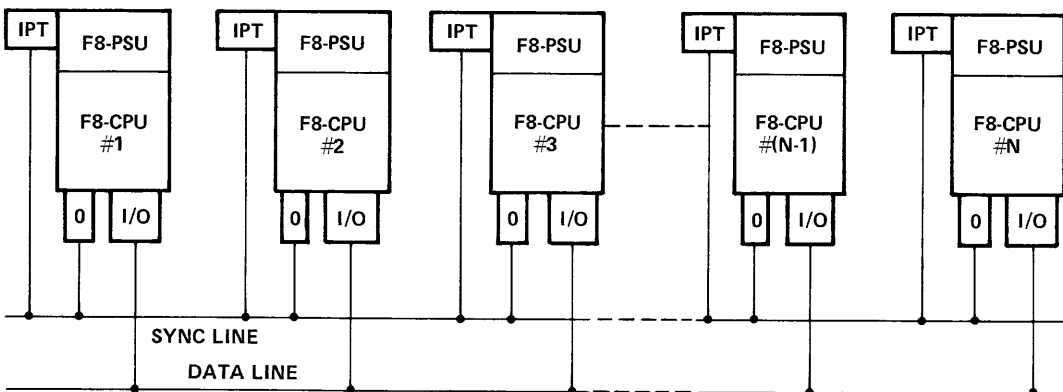 IPT F8-PSU IPT F8-PSU IPT F8-PSU IPT F8-PSU IPT F8-PSU
F8-CPU F8-CPU F8-CPU F8-CPU F8-CPU
#1 #2 #3 #(N-1) #N
0 I/O 0 I/O 0 I/O 0 I/O 0 I/O
SYNC LINE
DATA LINE